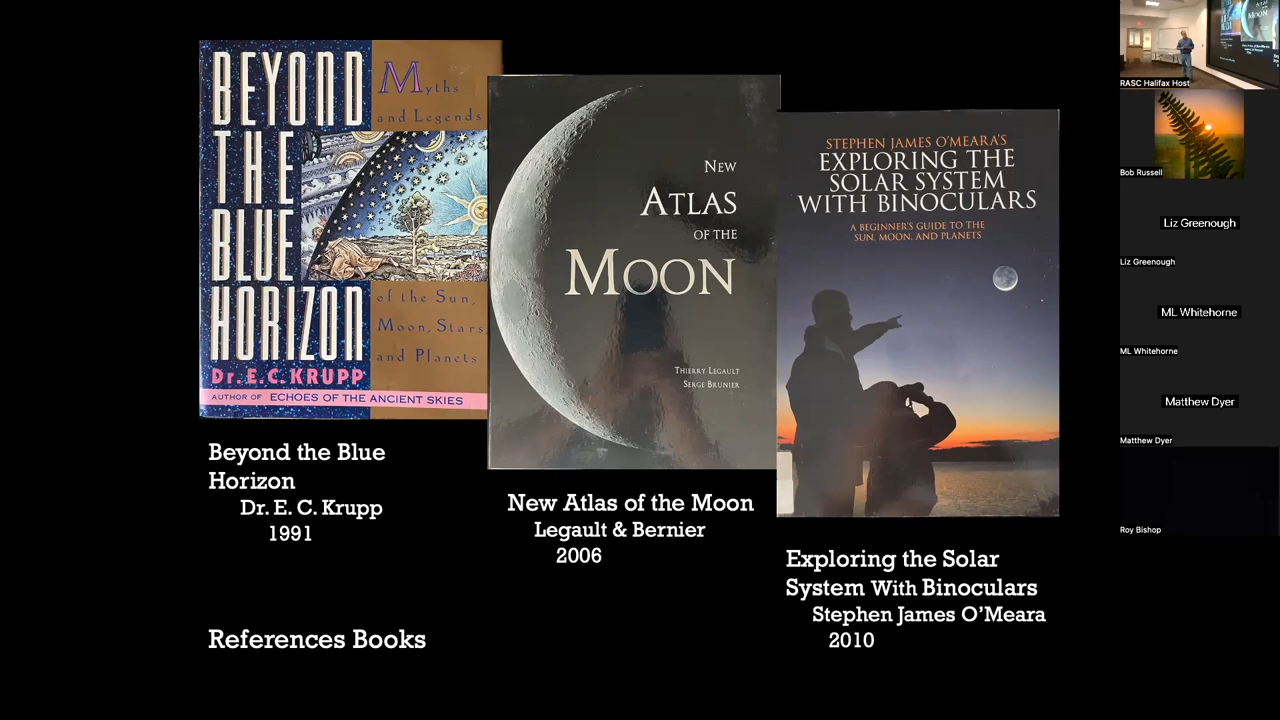 BEYOND
THE
BLUE
HORIZON
Myths
and Legends
of the Sun,
Moon, Stars,
and Planets
Dr. E.C. KRUPP
AUTHOR OF ECHOES OF THE ANCIENT SKIES
Beyond the Blue
Horizon
Dr. E. C. Krupp
1991
NEW
ATLAS
OF THE
MOON
THIERRY LEGAULT
SERGE BRUNIER
New Atlas of the Moon
Legault & Bernier
2006
STEPHEN JAMES O'MEARA'S
EXPLORING THE
SOLAR SYSTEM
WITH BINOCULARS
A BEGINNER'S GUIDE TO THE
SUN, MOON, AND PLANETS
Exploring the Solar
System With Binoculars
Stephen James O'Meara
2010
References Books
RASC Halifax Host
Bob Russell
Liz Greenough
Liz Greenough
ML Whitehorne
ML Whitehorne
Matthew Dyer
Matthew Dyer
Roy Bishop